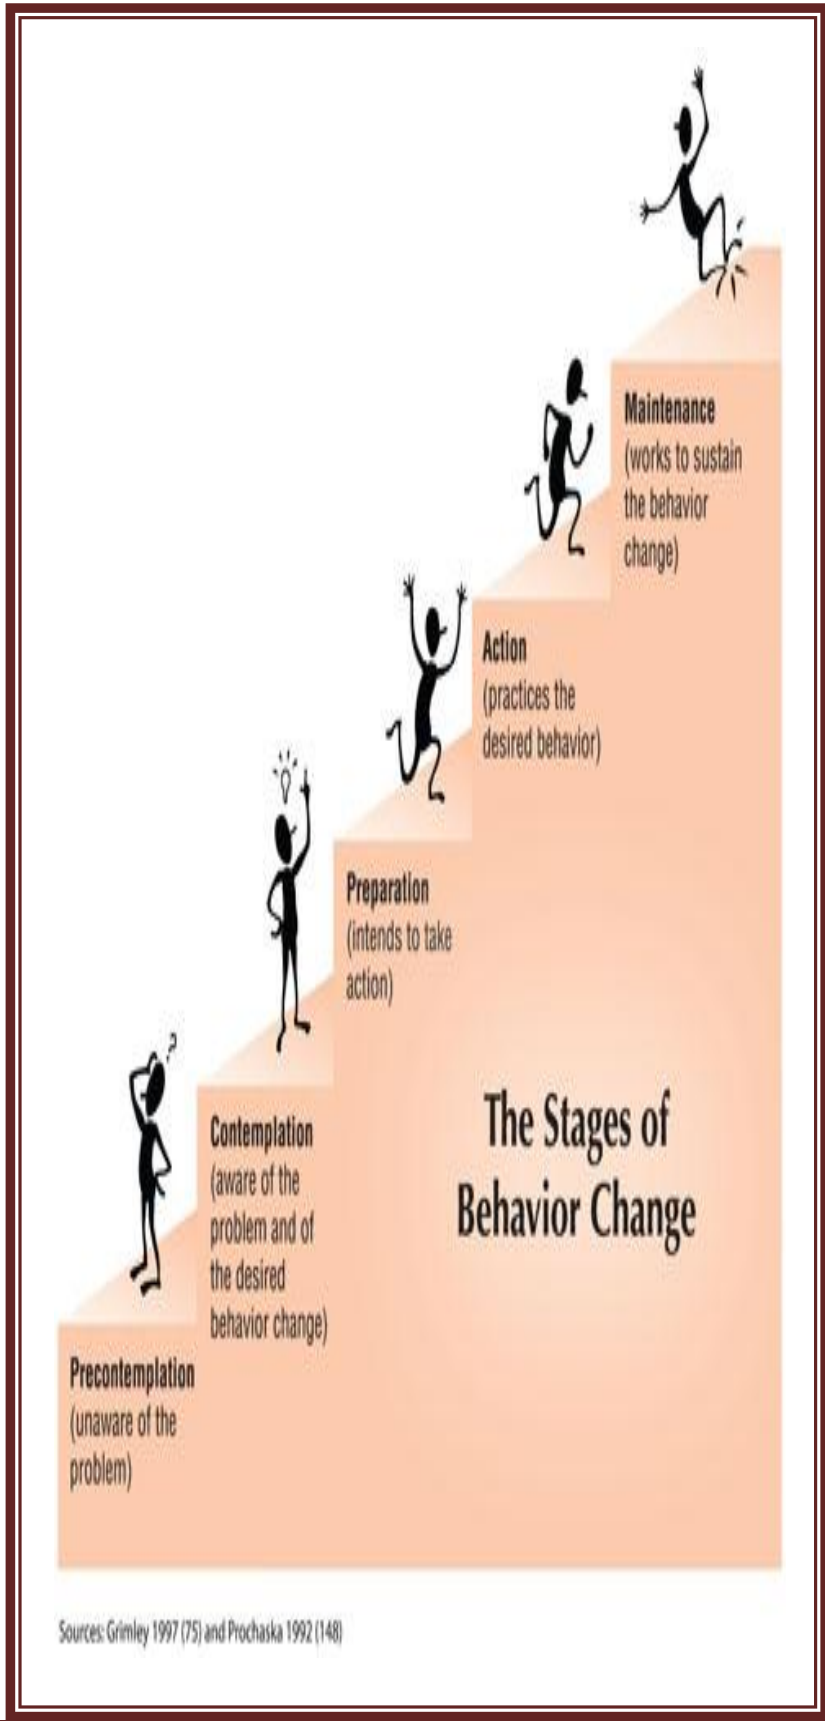 Maintenance
(works to sustain
the behavior
change)
Action
(practices the
desired behavior)
Preparation
(intends to take
action)
Contemplation
(aware of the
problem and of
the desired
behavior change)
Precontemplation
(unaware of the
problem)
The Stages of
Behavior Change
?
Sources: Grimley 1997 (75) and Prochaska 1992 (148)